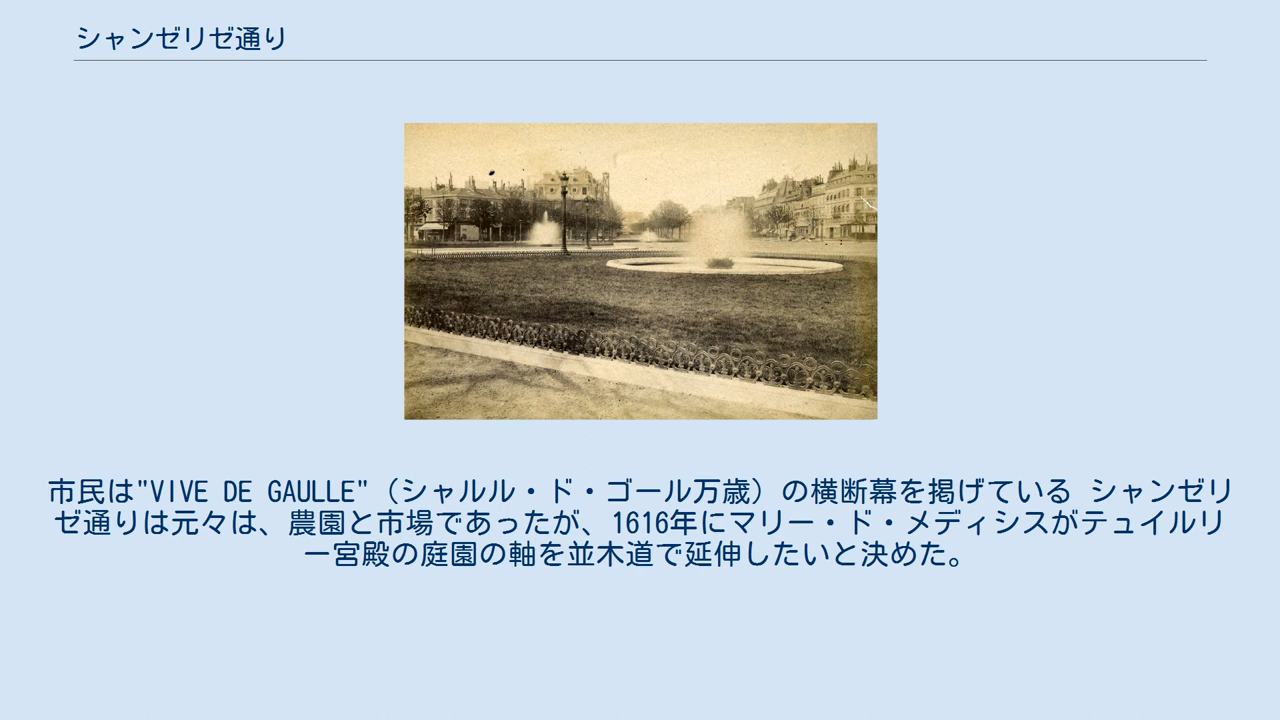 シャンゼリゼ通り
市民は"VIVE DE GAULLE"（シャルル・ド・ゴール万歳）の横断幕を掲げている シャンゼリ
ゼ通りは元々は、農園と市場であったが、1616年にマリー・ド・メディシスがテュイルリ
ー宮殿の庭園の軸を並木道で延伸したいと決めた。